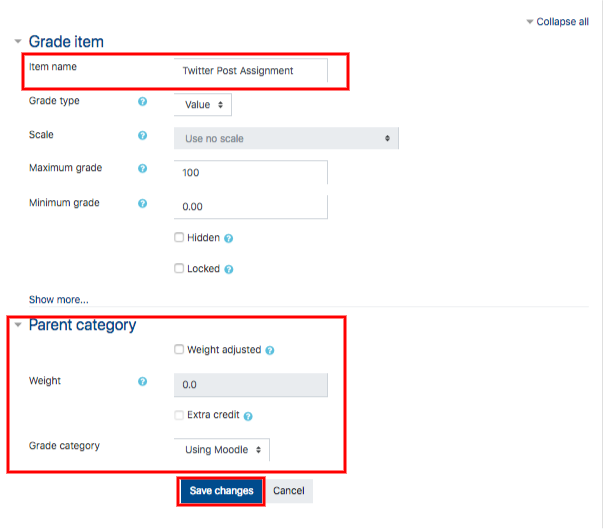 Collapse all
Grade item
Item name Twitter Post Assignment
Grade type Value
Scale Use no scale
Maximum grade 100
Minimum grade 0.00
Hidden
Locked
Show more...
Parent category
Weight adjusted
Weight 0.0
Extra credit
Grade category Using Moodle
Save changes Cancel